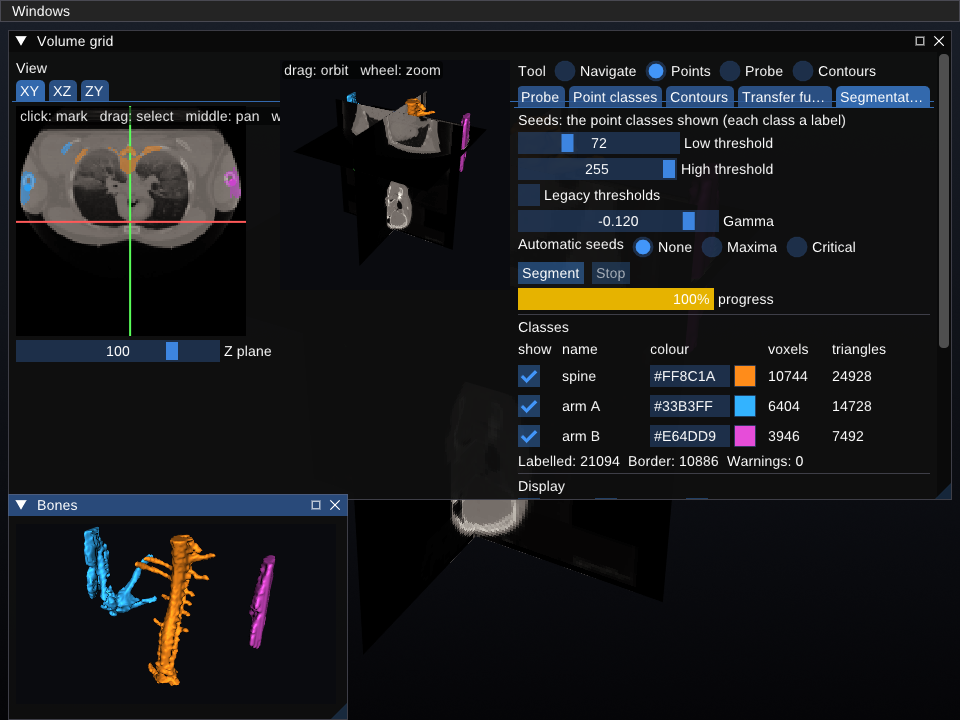 Windows
Volume grid
View
XY XZ ZY
click: mark drag: select middle: pan w
Z plane
100
drag: orbit wheel: zoom
Tool Navigate Points Probe Contours
Probe Point classes Contours Transfer fu... Segmentat...
Seeds: the point classes shown (each class a label)
72 Low threshold
255 High threshold
Legacy thresholds
-0.120 Gamma
Automatic seeds None Maxima Critical
Segment Stop
100% progress
Classes
show name colour voxels triangles
spine #FF8C1A 10744 24928
arm A #33B3FF 6404 14728
arm B #E64DD9 3946 7492
Labelled: 21094 Border: 10886 Warnings: 0
Display
Bones